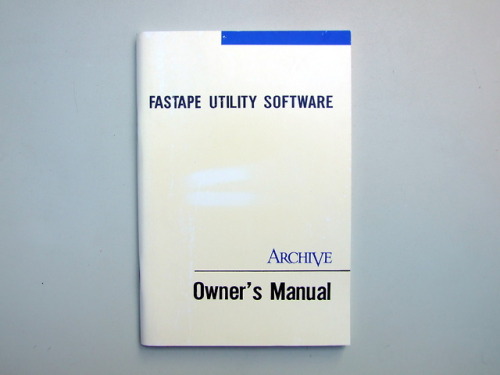 FASTAPE UTILITY SOFTWARE
ARCHIVE
Owner's Manual